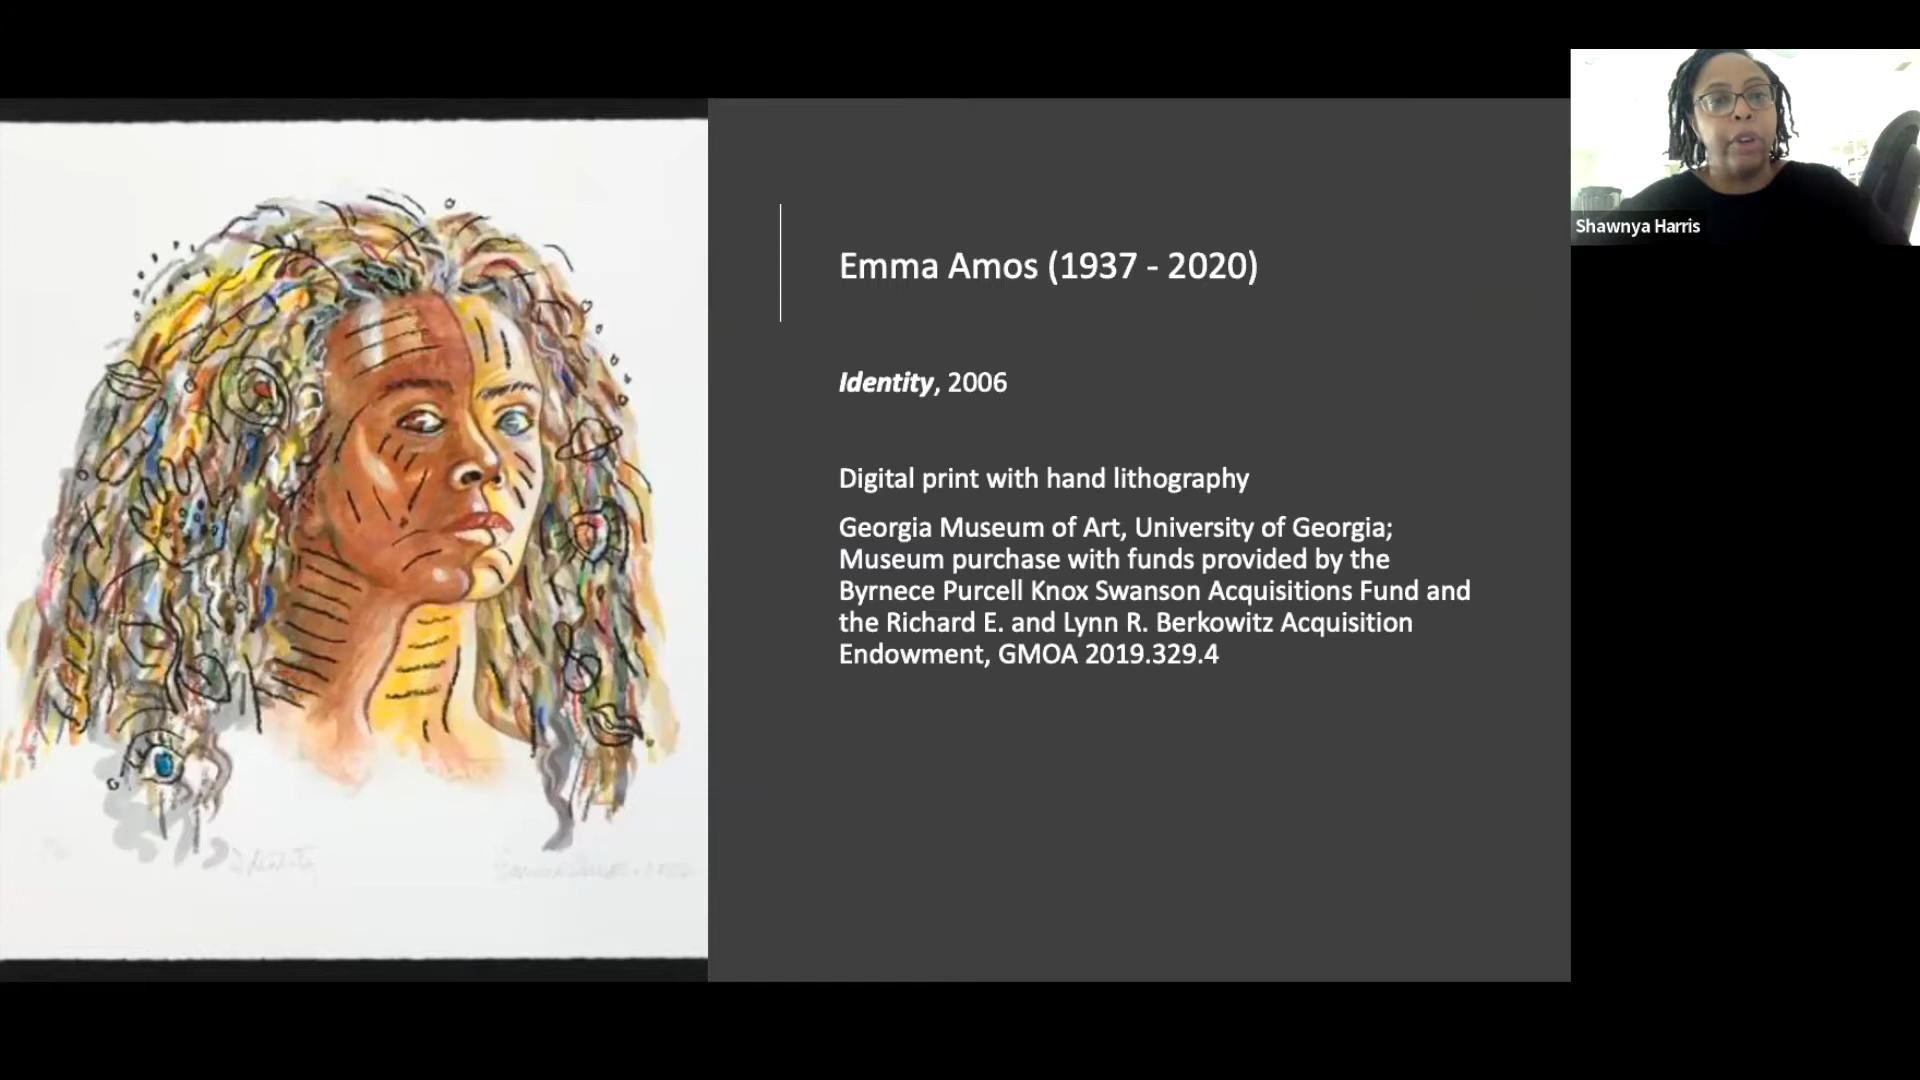 Emma Amos (1937 - 2020)
Identity, 2006
Digital print with hand lithography
Georgia Museum of Art, University of Georgia;
Museum purchase with funds provided by the
Byrnece Purcell Knox Swanson Acquisitions Fund and
the Richard E. and Lynn R. Berkowitz Acquisition
Endowment, GMOA 2019.329.4
Shawnya Harris